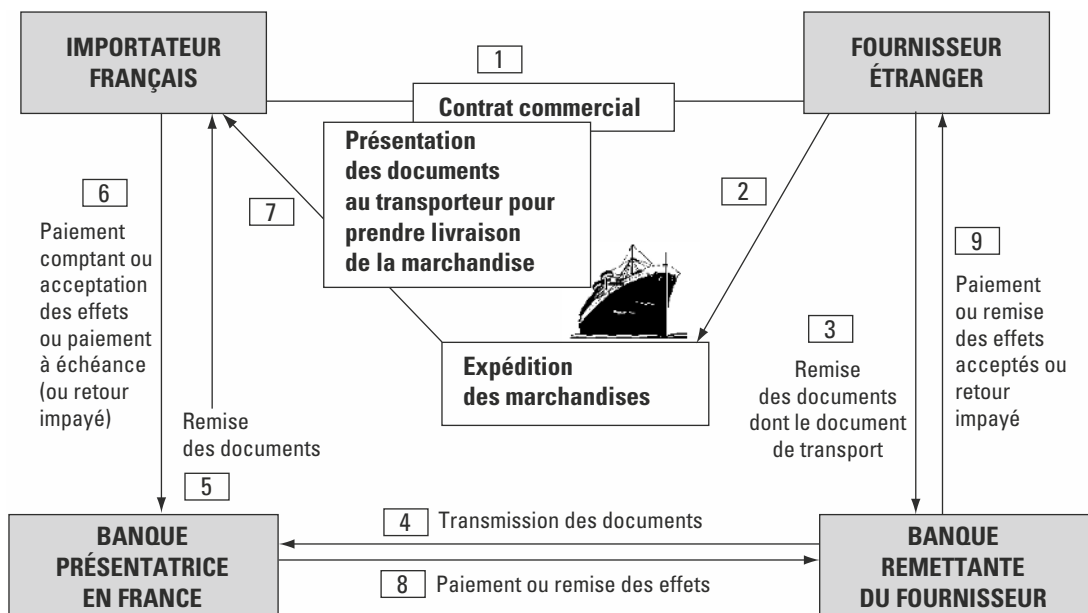 IMPORTATEUR
FRANÇAIS
1
FOURNISSEUR
ÉTRANGER
Contrat commercial
Présentation
des documents
au transporteur pour
prendre livraison
de la marchandise
2
6
7
Paiement
comptant ou
acceptation
des effets
ou paiement
à échéance
(ou retour
impayé)
9
Paiement
ou remise
des effets
acceptés ou
retour
impayé
3
Remise
des documents
dont le document
de transport
Expédition
des marchandises
Remise
des documents
5
BANQUE
PRÉSENTATRICE
EN FRANCE
4 Transmission des documents
8 Paiement ou remise des effets
BANQUE
REMETTANTE
DU FOURNISSEUR